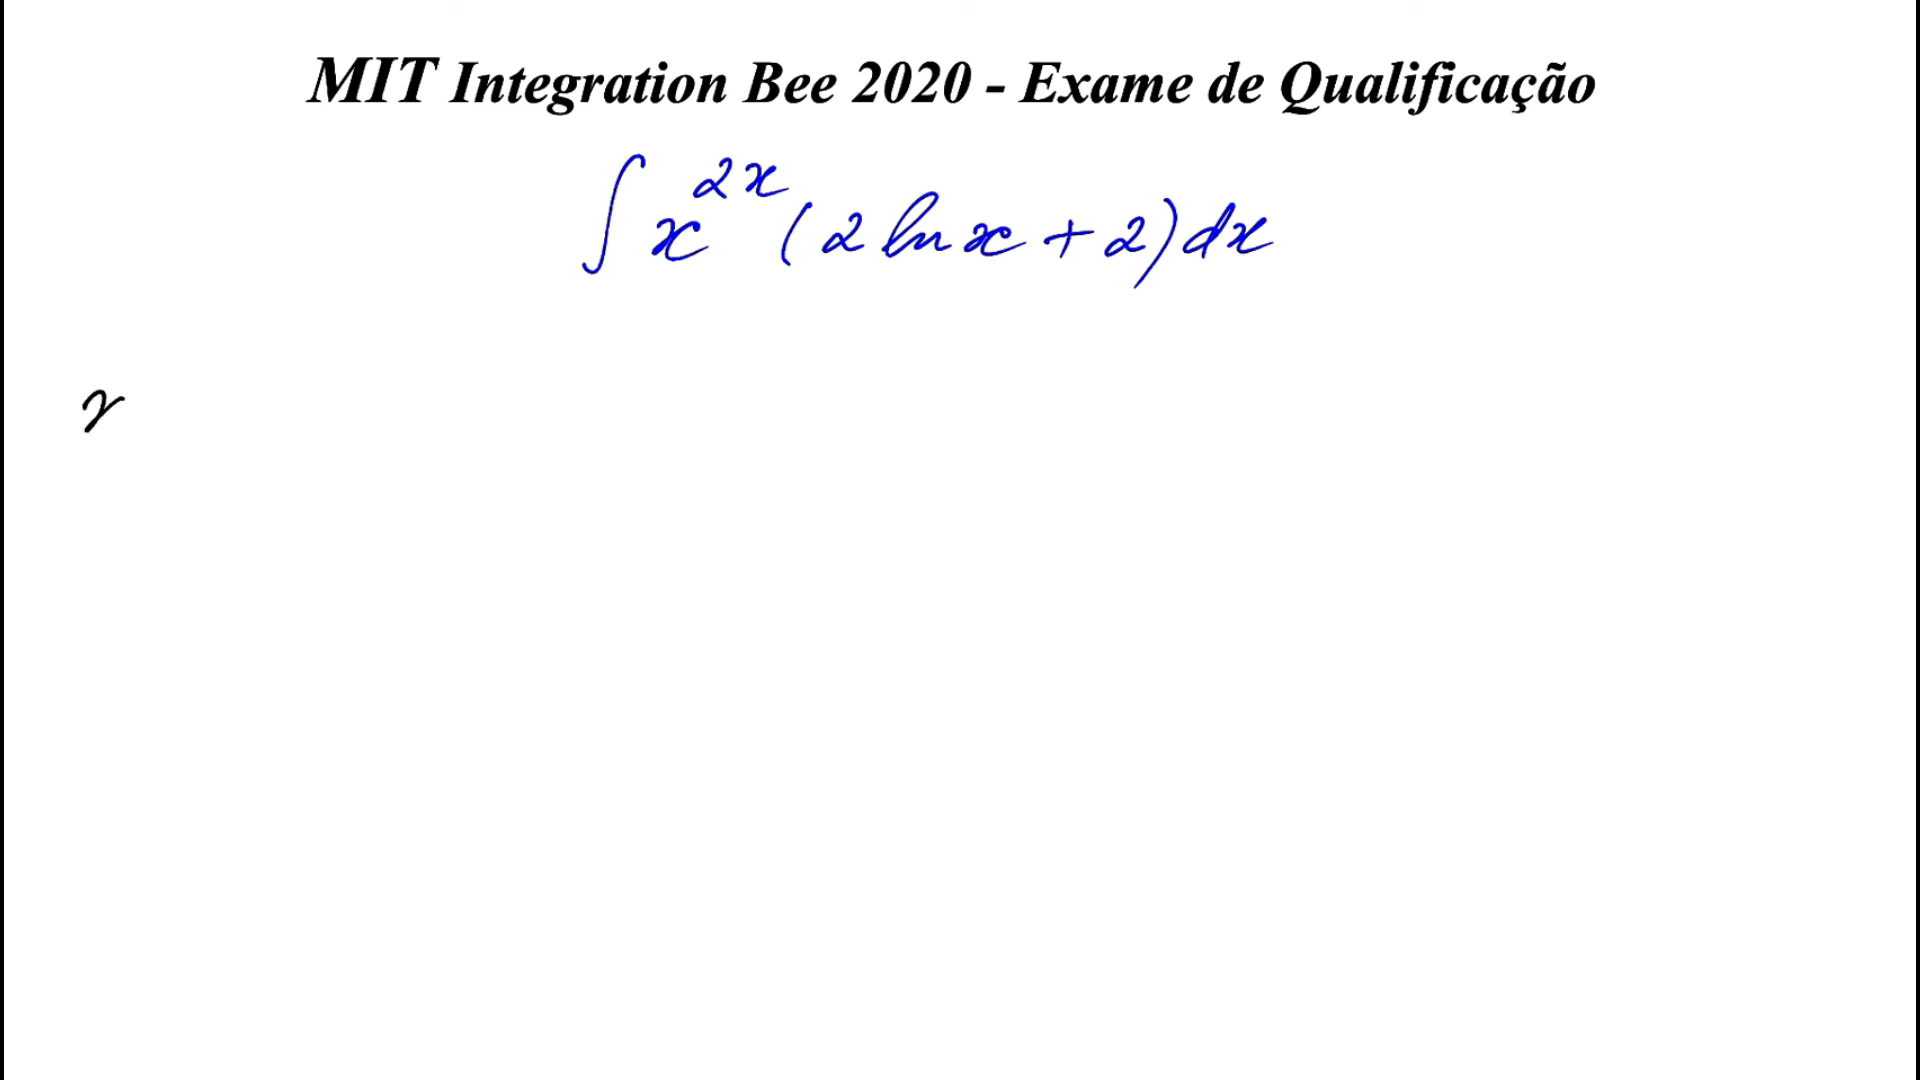 MIT Integration Bee 2020 - Exame de Qualificação
∫ x^{2x} (2 ln x + 2) dx